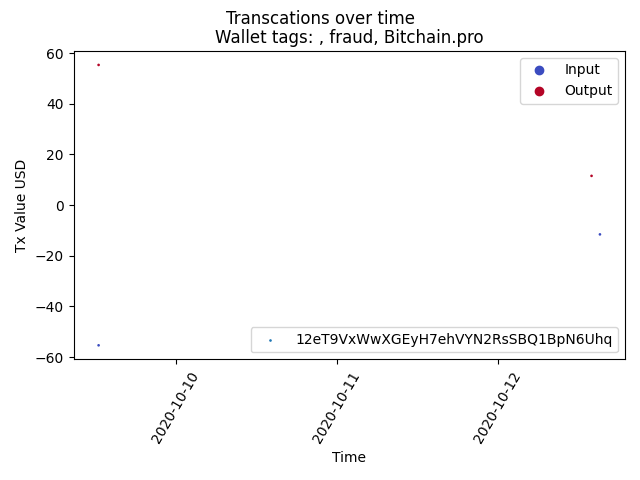 Transcations over time
Wallet tags: , fraud, Bitchain.pro
Tx Value USD
60
40
20
0
−20
−40
−60
Input
Output
12eT9VxWwXGEyH7ehVYN2RsSBQ1BpN6Uhq
2020-10-10
2020-10-11
2020-10-12
Time